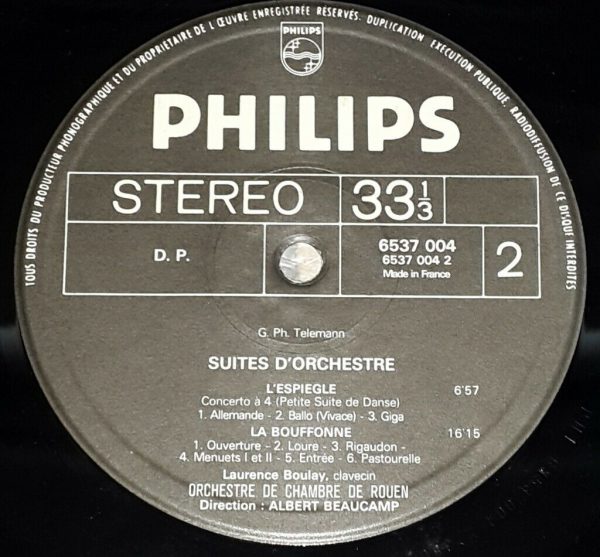 TOUS DROITS DU PRODUCTEUR PHONOGRAPHIQUE ET DU PROPRIETAIRE DE L'ŒUVRE ENREGISTRÉE RÉSERVÉS. DUPLICATION EXÉCUTION PUBLIQUE, RADIODIFFUSION DE CE DISQUE INTERDITES
PHILIPS
PHILIPS
STEREO 33 1/3
D. P. 6537 004 2
6537 004 2
Made in France
G. Ph. Telemann
SUITES D'ORCHESTRE
L'ESPIEGLE 6'57
Concerto à 4 (Petite Suite de Danse)
1. Allemande - 2. Ballo (Vivace) - 3. Giga
LA BOUFFONNE 16'15
1. Ouverture - 2. Loure - 3. Rigaudon -
4. Menuets I et II - 5. Entrée - 6. Pastourelle
Laurence Boulay, clavecin
ORCHESTRE DE CHAMBRE DE ROUEN
Direction : ALBERT BEAUCAMP